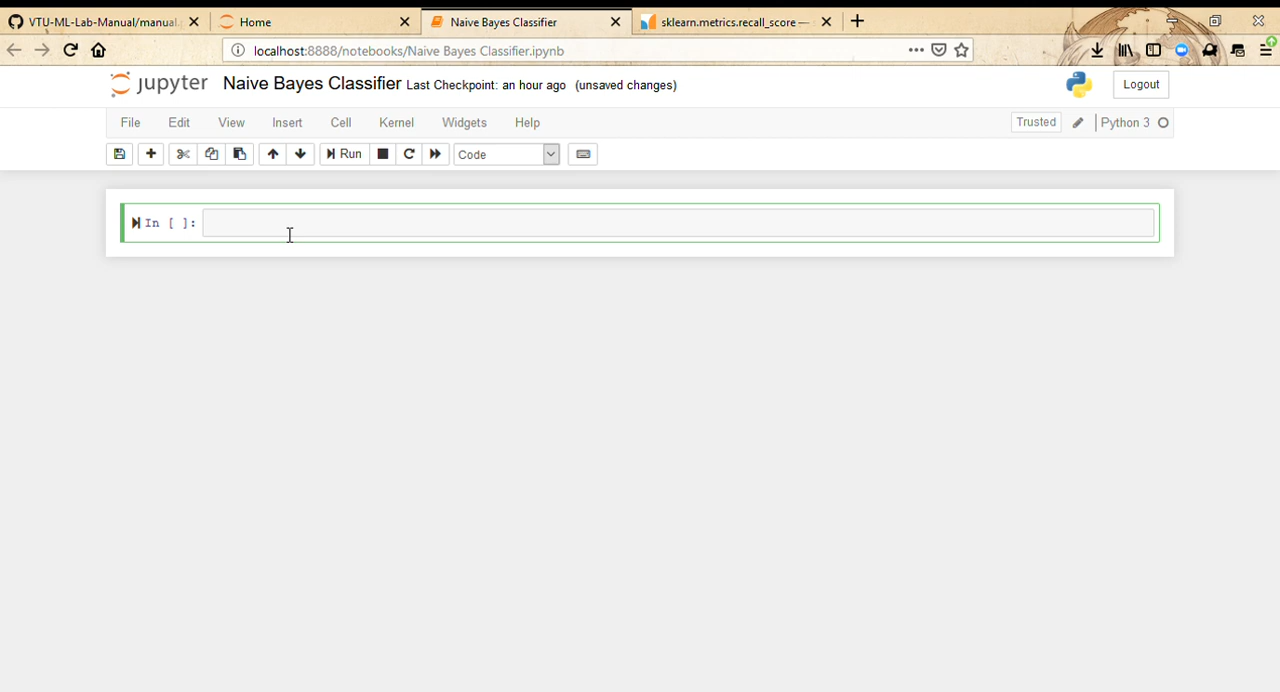 VTU-ML-Lab-Manual/manual.
Home
Naive Bayes Classifier
sklearn.metrics.recall_score —
localhost:8888/notebooks/Naive Bayes Classifier.ipynb
jupyter Naive Bayes Classifier Last Checkpoint: an hour ago (unsaved changes)
Logout
File Edit View Insert Cell Kernel Widgets Help
Trusted Python 3
Run Code
In [ ]: